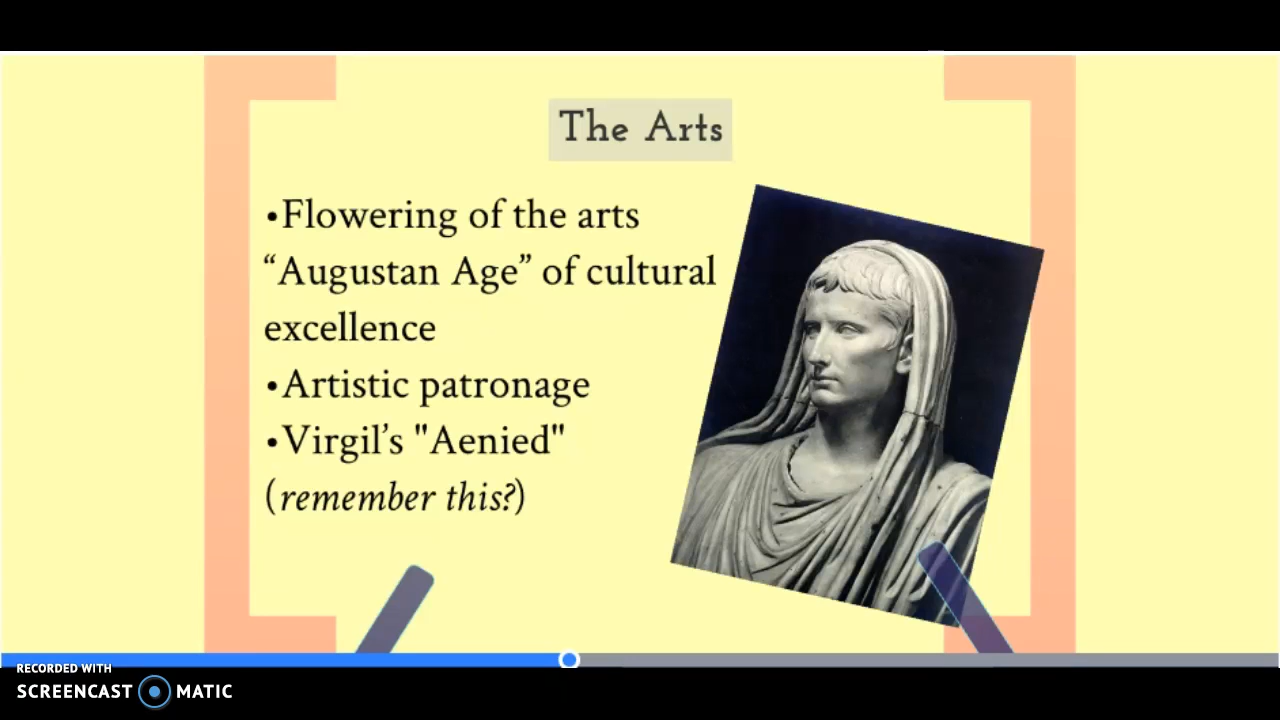 The Arts
•Flowering of the arts
“Augustan Age” of cultural
excellence
•Artistic patronage
•Virgil’s "Aenied"
(remember this?)
RECORDED WITH
SCREENCAST MATIC